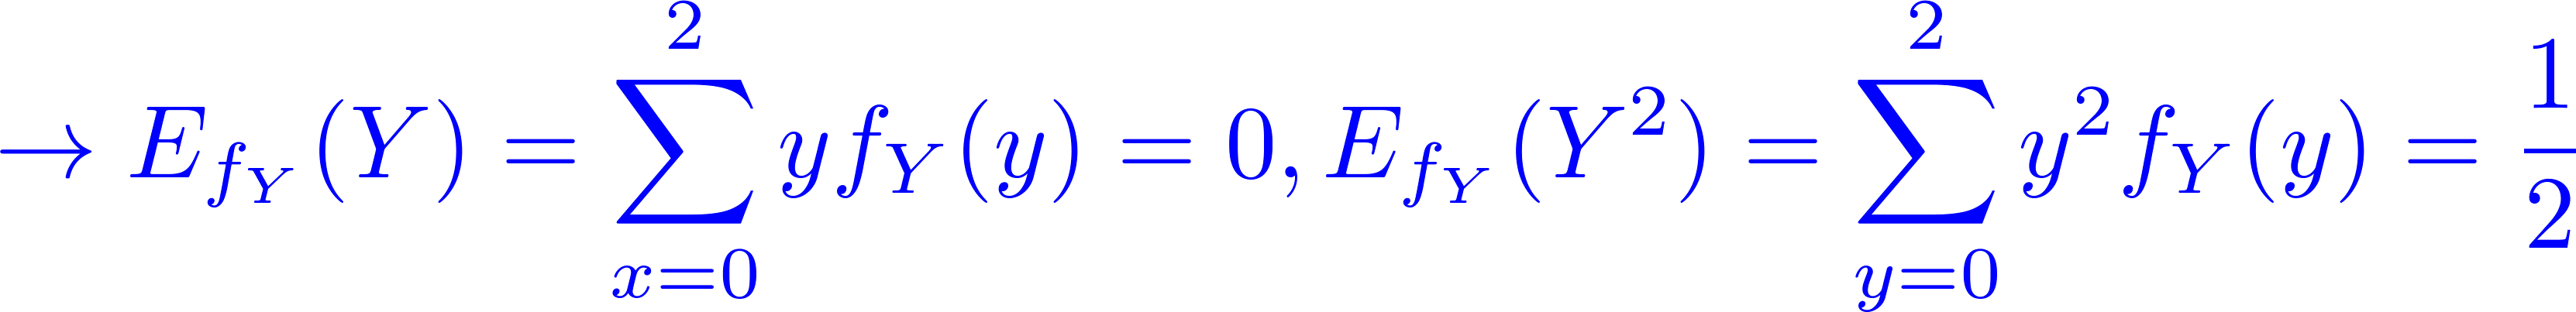 → E_{f_Y}(Y) = \sum_{x=0}^{2} y f_Y(y) = 0, E_{f_Y}(Y^2) = \sum_{y=0}^{2} y^2 f_Y(y) = \frac{1}{2}